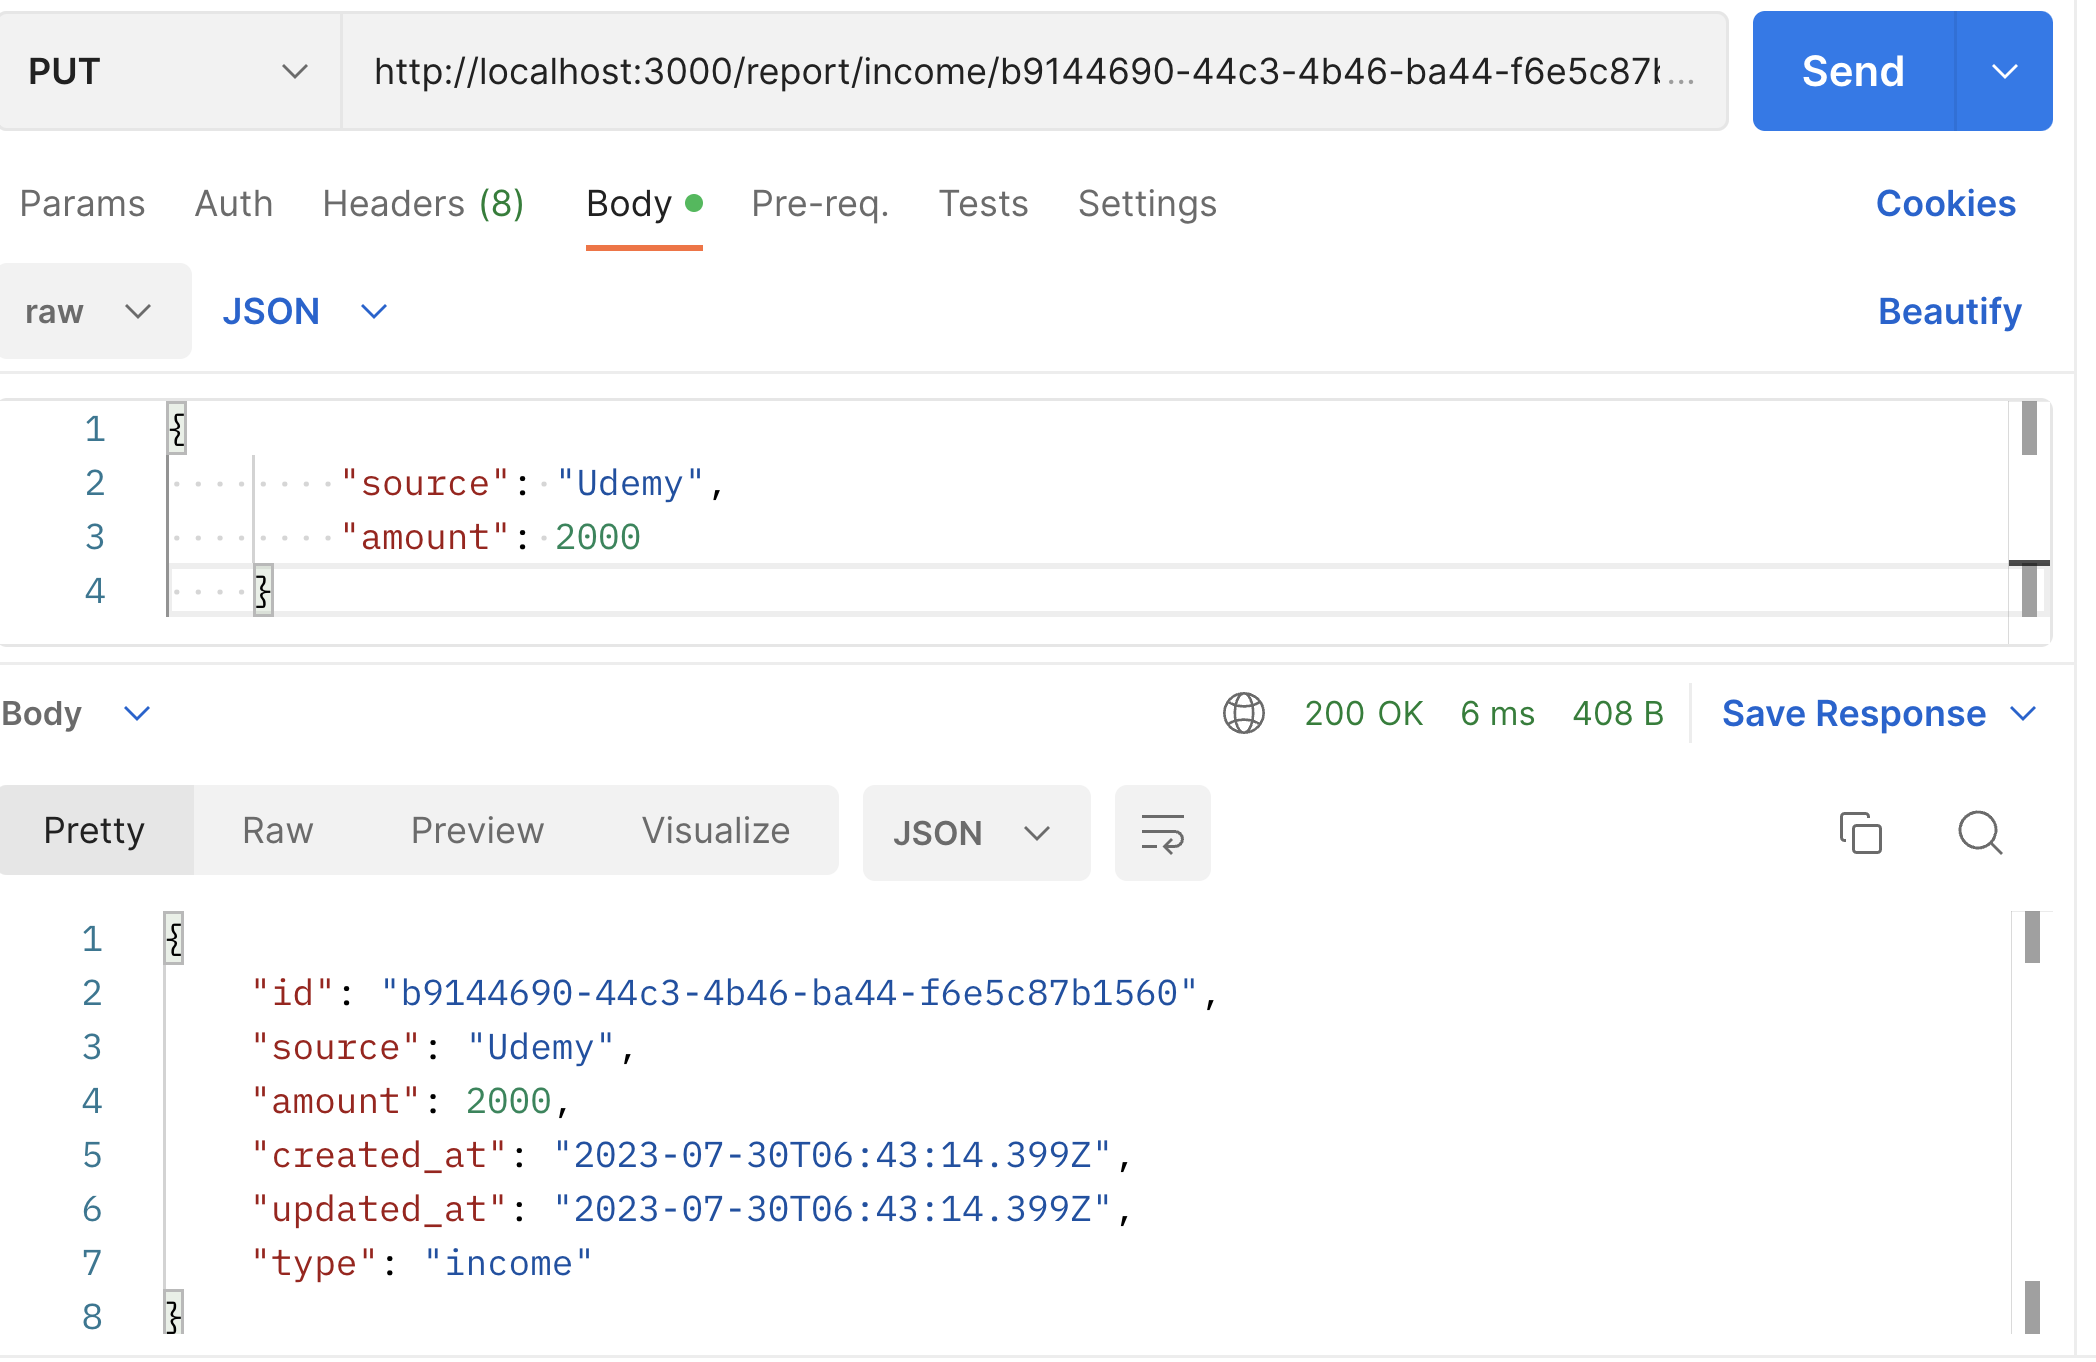 PUT http://localhost:3000/report/income/b9144690-44c3-4b46-ba44-f6e5c87b... Send
Params Auth Headers (8) Body Pre-req. Tests Settings Cookies
raw JSON Beautify
1 {
2 "source": "Udemy",
3 "amount": 2000
4 }
Body 200 OK 6 ms 408 B Save Response
Pretty Raw Preview Visualize JSON
1 {
2 "id": "b9144690-44c3-4b46-ba44-f6e5c87b1560",
3 "source": "Udemy",
4 "amount": 2000,
5 "created_at": "2023-07-30T06:43:14.399Z",
6 "updated_at": "2023-07-30T06:43:14.399Z",
7 "type": "income"
8 }